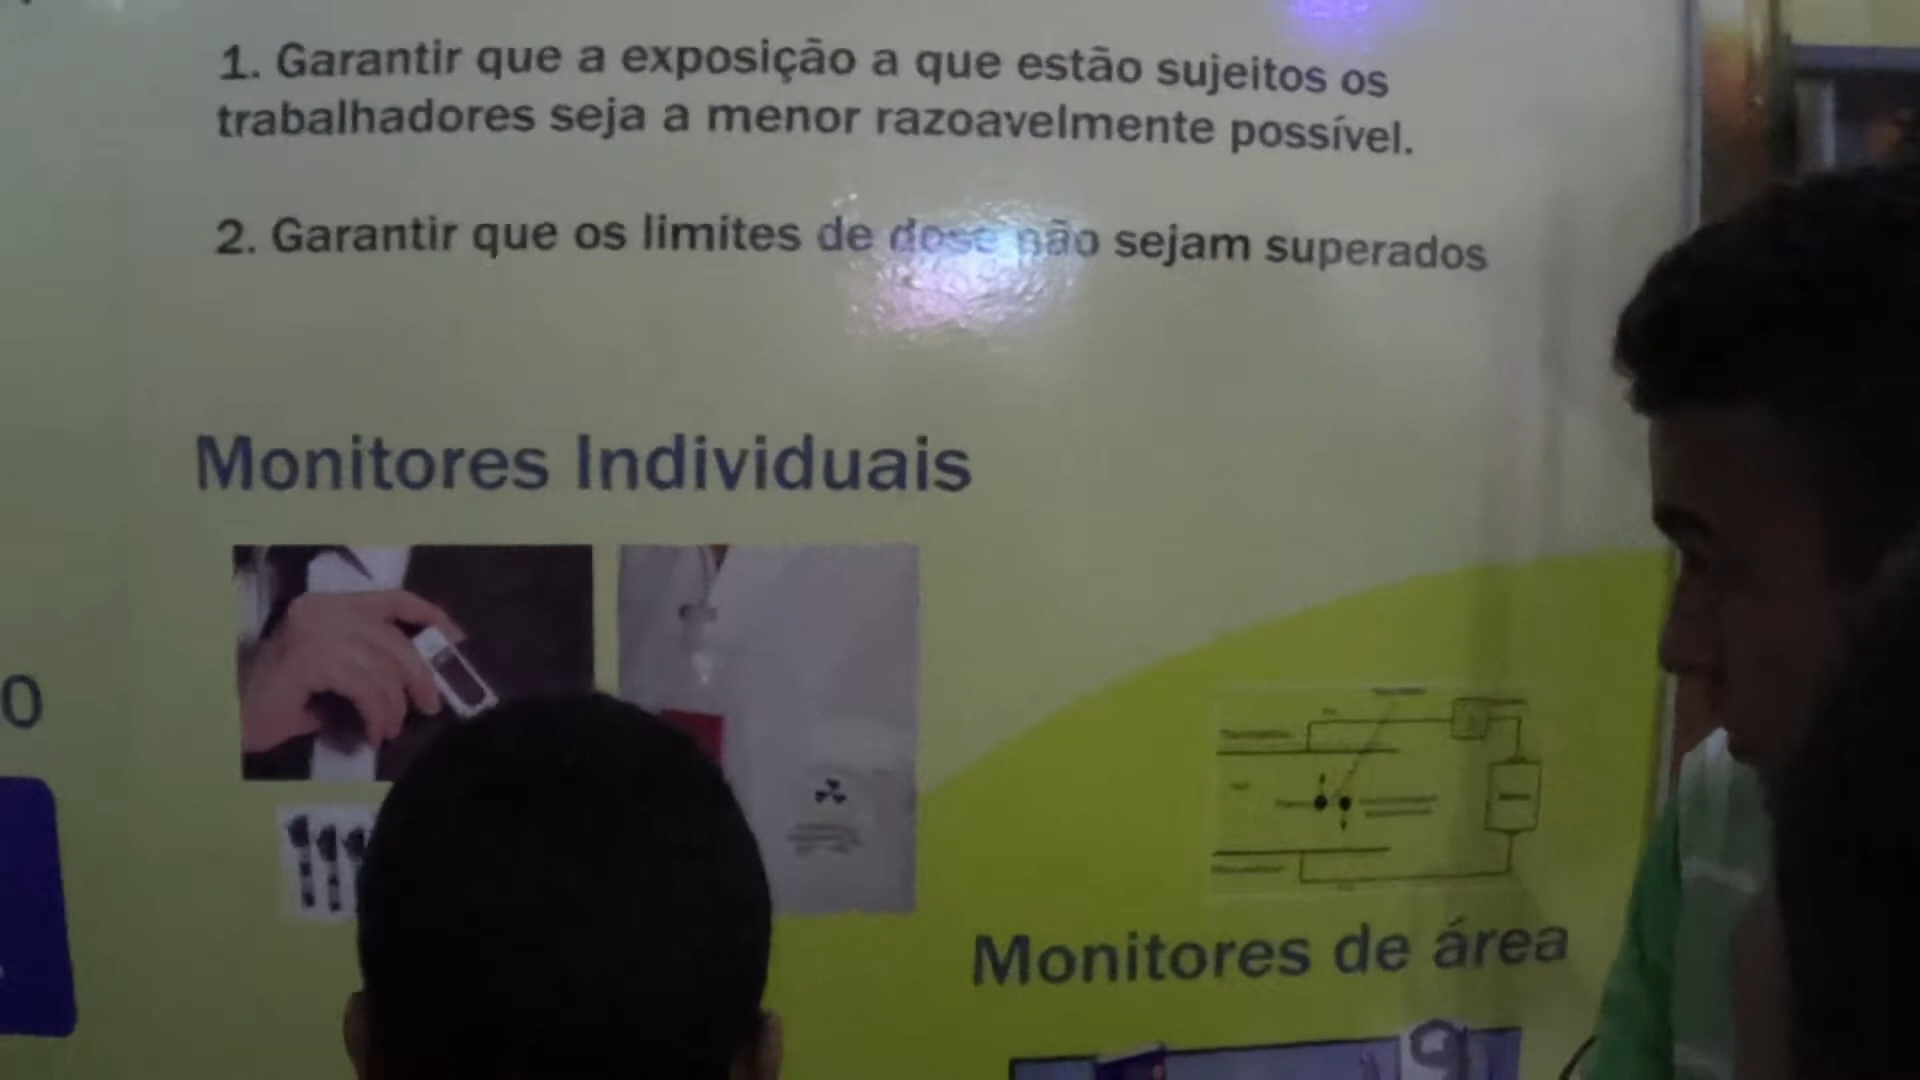 1. Garantir que a exposição a que estão sujeitos os
trabalhadores seja a menor razoavelmente possível.
2. Garantir que os limites de dose não sejam superados
Monitores Individuais
Monitores de área